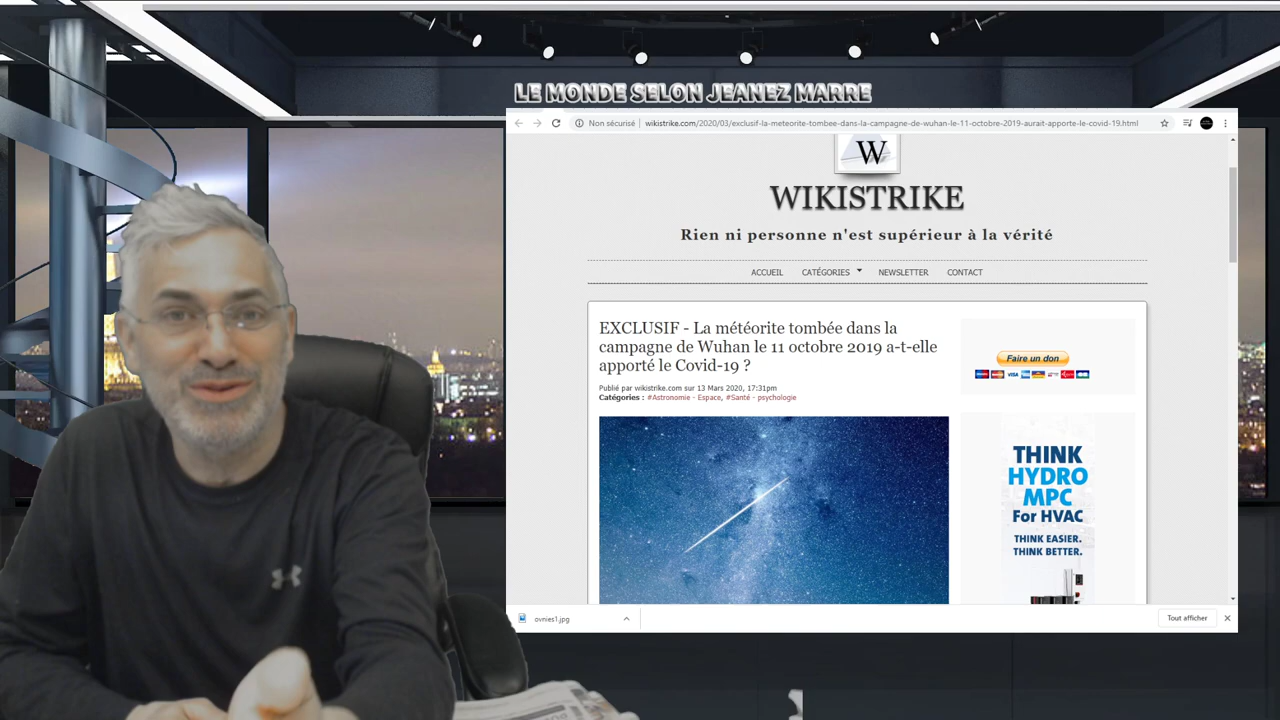 LE MONDE SELON JEANEZ MARRE
Non sécurisé | wikistrike.com/2020/03/exclusif-la-meteorite-tombee-dans-la-campagne-de-wuhan-le-11-octobre-2019-aurait-apporte-le-covid-19.html
W
WIKISTRIKE
Rien ni personne n'est supérieur à la vérité
ACCUEIL CATÉGORIES NEWSLETTER CONTACT
EXCLUSIF - La météorite tombée dans la
campagne de Wuhan le 11 octobre 2019 a-t-elle
apporté le Covid-19 ?
Publié par wikistrike.com sur 13 Mars 2020, 17:31pm
Catégories : #Astronomie - Espace, #Santé - psychologie
Faire un don
VISA
THINK
HYDRO
MPC
For HVAC
THINK EASIER.
THINK BETTER.
ovnies1.jpg
Tout afficher